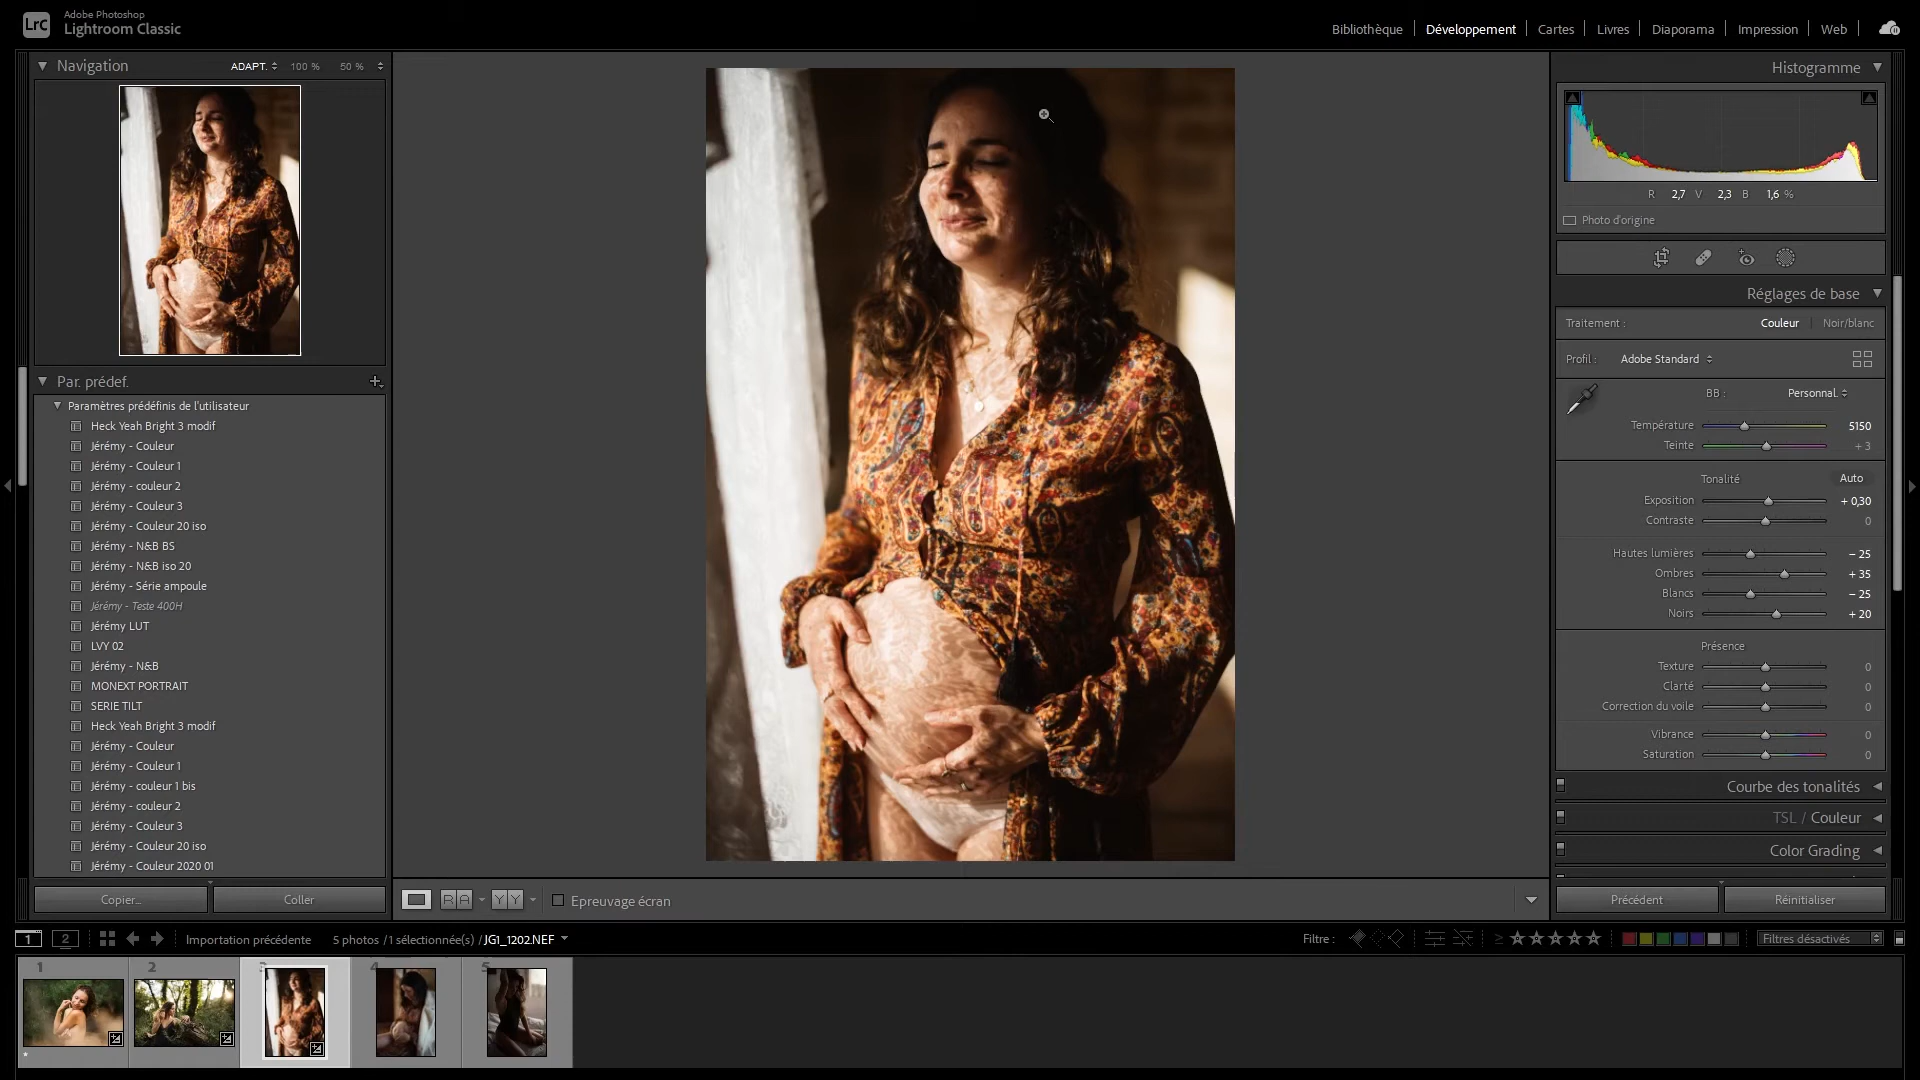 Lrc
Adobe Photoshop
Lightroom Classic
Bibliothèque
Développement
Cartes
Livres
Diaporama
Impression
Web
Navigation
ADAPT.
100 %
50 %
Par. prédef.
Paramètres prédéfinis de l'utilisateur
Heck Yeah Bright 3 modif
Jérémy - Couleur
Jérémy - Couleur 1
Jérémy - couleur 2
Jérémy - Couleur 3
Jérémy - Couleur 20 iso
Jérémy - N&B BS
Jérémy - N&B iso 20
Jérémy - Série ampoule
Jérémy - Teste 400H
Jérémy LUT
LVY 02
Jérémy - N&B
MONEXT PORTRAIT
SERIE TILT
Heck Yeah Bright 3 modif
Jérémy - Couleur
Jérémy - Couleur 1
Jérémy - couleur 1 bis
Jérémy - couleur 2
Jérémy - Couleur 3
Jérémy - Couleur 20 iso
Jérémy - Couleur 2020 01
Copier...
Coller
R A
Y Y
Epreuvage écran
Histogramme
R 2,7 V 2,3 B 1,6 %
Photo d'origine
Réglages de base
Traitement :
Couleur
Noir/blanc
Profil :
Adobe Standard
BB :
Personnal.
Température 5150
Teinte + 3
Tonalité Auto
Exposition + 0,30
Contraste 0
Hautes lumières – 25
Ombres + 35
Blancs – 25
Noirs + 20
Présence
Texture 0
Clarté 0
Correction du voile 0
Vibrance 0
Saturation 0
Courbe des tonalités
TSL / Couleur
Color Grading
Précédent
Réinitialiser
1
2
Importation précédente
5 photos /1 sélectionnée(s) /JG1_1202.NEF
Filtre :
≥
Filtres désactivés
1
2
3
4
5